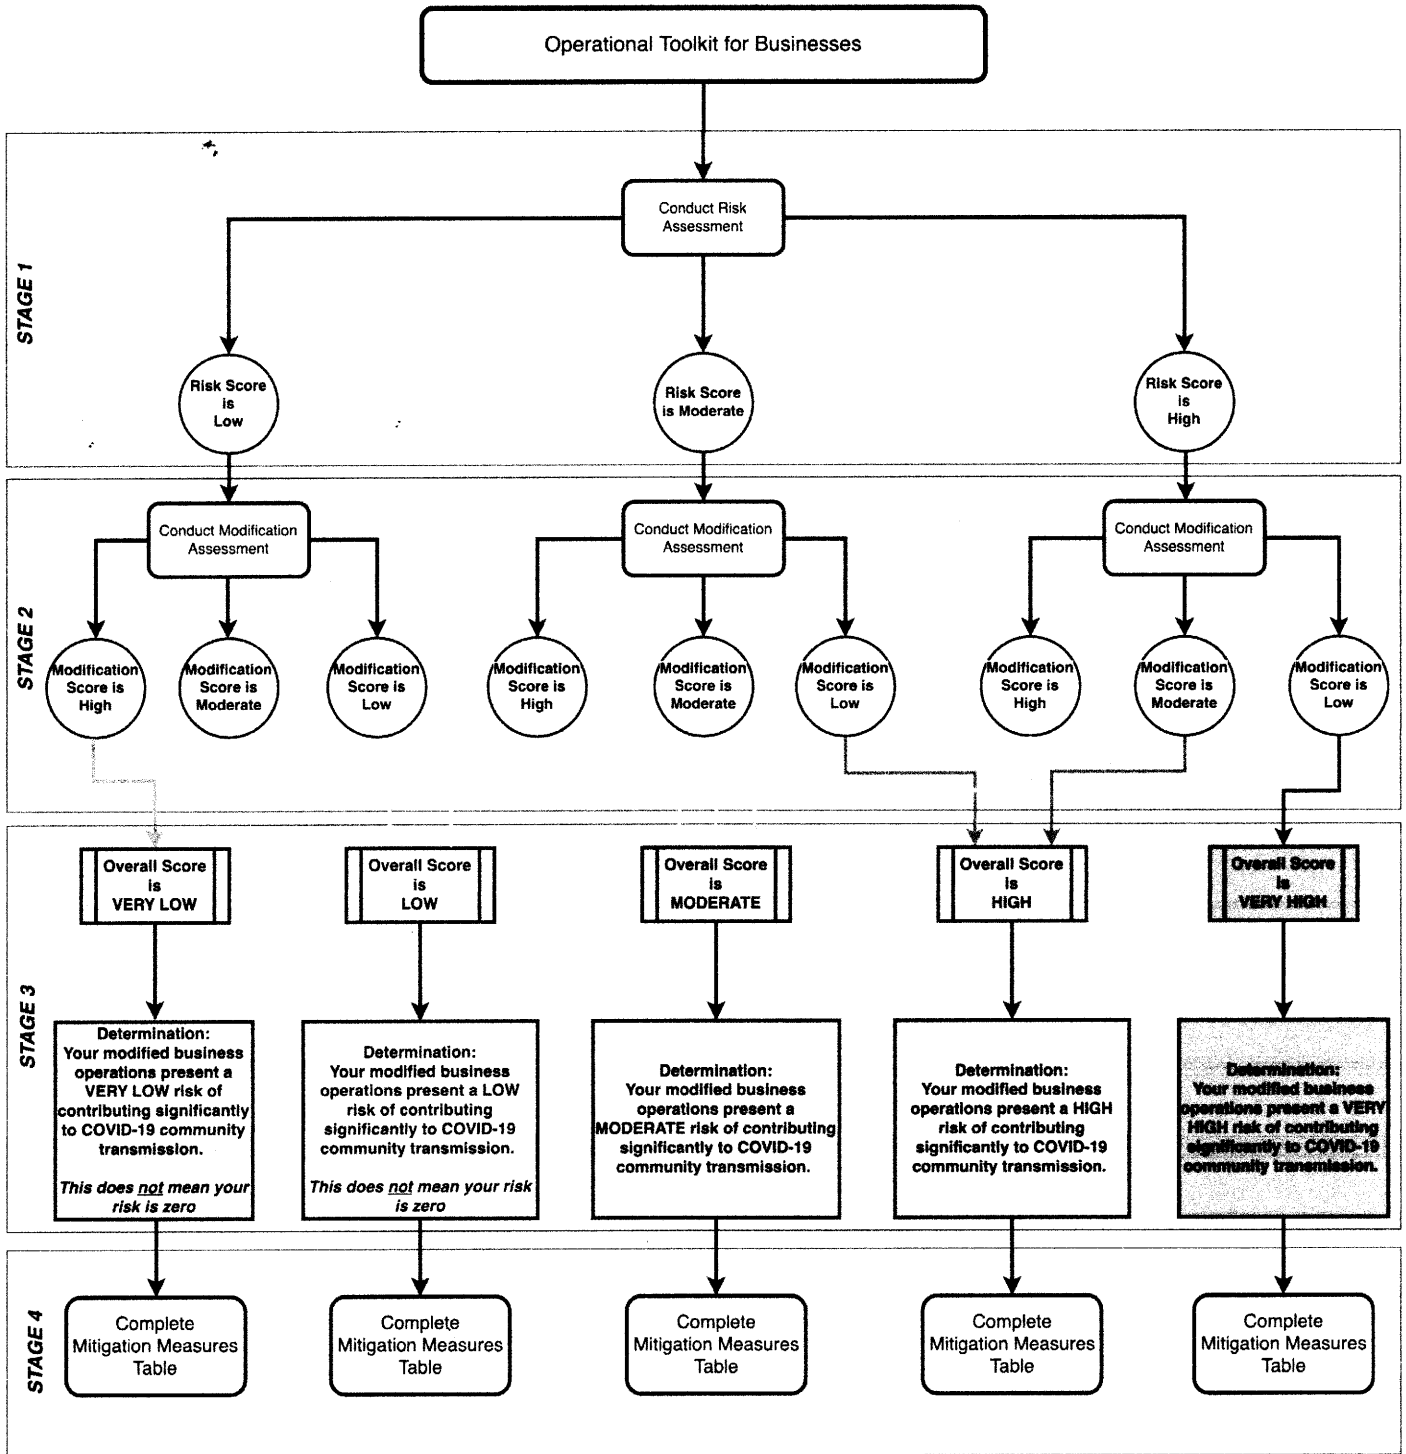 Operational Toolkit for Businesses
STAGE 1
Conduct Risk
Assessment
Risk Score
is
Low
Risk Score
is Moderate
Risk Score
is
High
STAGE 2
Conduct Modification
Assessment
Conduct Modification
Assessment
Conduct Modification
Assessment
Modification
Score is
High
Modification
Score is
Moderate
Modification
Score is
Low
Modification
Score is
High
Modification
Score is
Moderate
Modification
Score is
Low
Modification
Score is
High
Modification
Score is
Moderate
Modification
Score is
Low
STAGE 3
Overall Score
is
VERY LOW
Overall Score
is
LOW
Overall Score
is
MODERATE
Overall Score
is
HIGH
Overall Score
is
VERY HIGH
Determination:
Your modified business
operations present a
VERY LOW risk of
contributing significantly
to COVID-19 community
transmission.
This does not mean your
risk is zero
Determination:
Your modified business
operations present a LOW
risk of contributing
significantly to COVID-19
community transmission.
This does not mean your risk
is zero
Determination:
Your modified business
operations present a
MODERATE risk of contributing
significantly to COVID-19
community transmission.
Determination:
Your modified business
operations present a HIGH
risk of contributing
significantly to COVID-19
community transmission.
Determination:
Your modified business
operations present a VERY
HIGH risk of contributing
significantly to COVID-19
community transmission.
STAGE 4
Complete
Mitigation Measures
Table
Complete
Mitigation Measures
Table
Complete
Mitigation Measures
Table
Complete
Mitigation Measures
Table
Complete
Mitigation Measures
Table